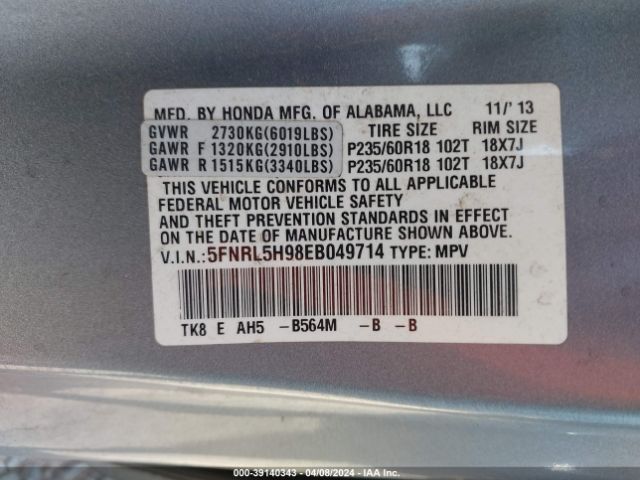 MFD. BY HONDA MFG. OF ALABAMA, LLC 11/'13
GVWR 2730KG(6019LBS) TIRE SIZE RIM SIZE
GAWR F 1320KG(2910LBS) P235/60R18 102T 18X7J
GAWR R 1515KG(3340LBS) P235/60R18 102T 18X7J
THIS VEHICLE CONFORMS TO ALL APPLICABLE
FEDERAL MOTOR VEHICLE SAFETY
AND THEFT PREVENTION STANDARDS IN EFFECT
ON THE DATE OF MANUFACTURE SHOWN ABOVE.
V.I.N.:5FNRL5H98EB049714 TYPE: MPV
TK8 E AH5 -B564M -B -B
000-39140343 - 04/08/2024 - IAAI.COM